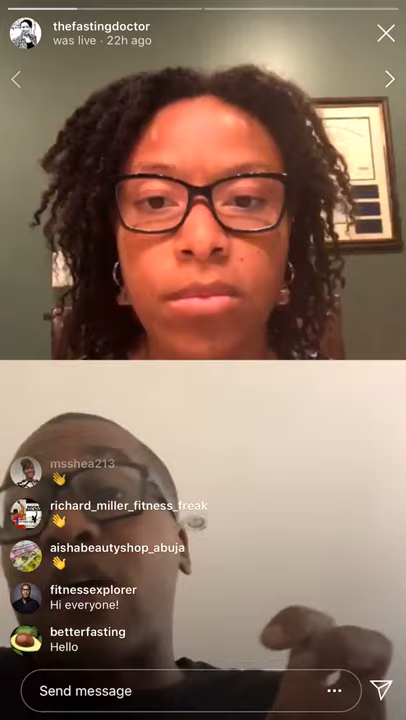 thefastingdoctor
was live · 22h ago
msshea213
👋
richard_miller_fitness_freak
👋
aishabeautyshop_abuja
👋
fitnessexplorer
Hi everyone!
betterfasting
Hello
Send message